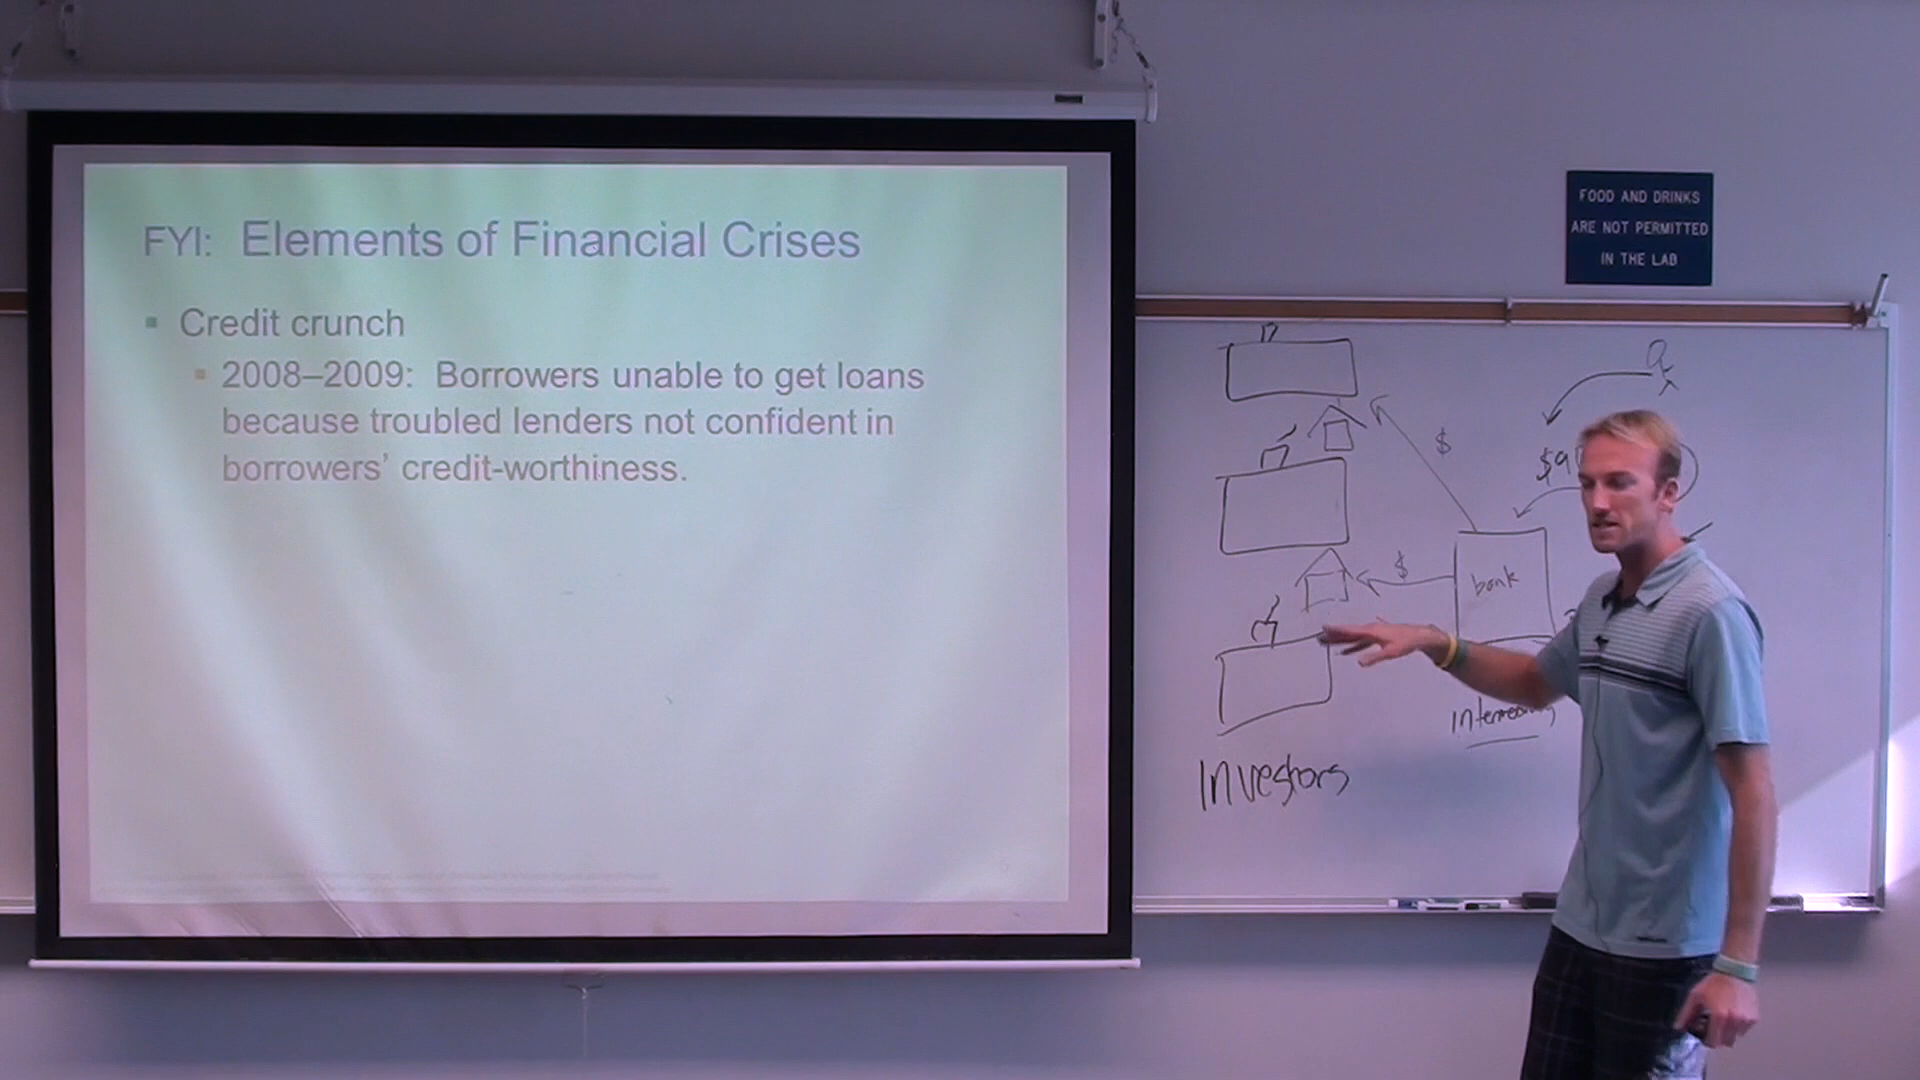 FYI: Elements of Financial Crises
Credit crunch
2008–2009: Borrowers unable to get loans
because troubled lenders not confident in
borrowers’ credit-worthiness.
FOOD AND DRINKS
ARE NOT PERMITTED
IN THE LAB
$
$
bank
Investors